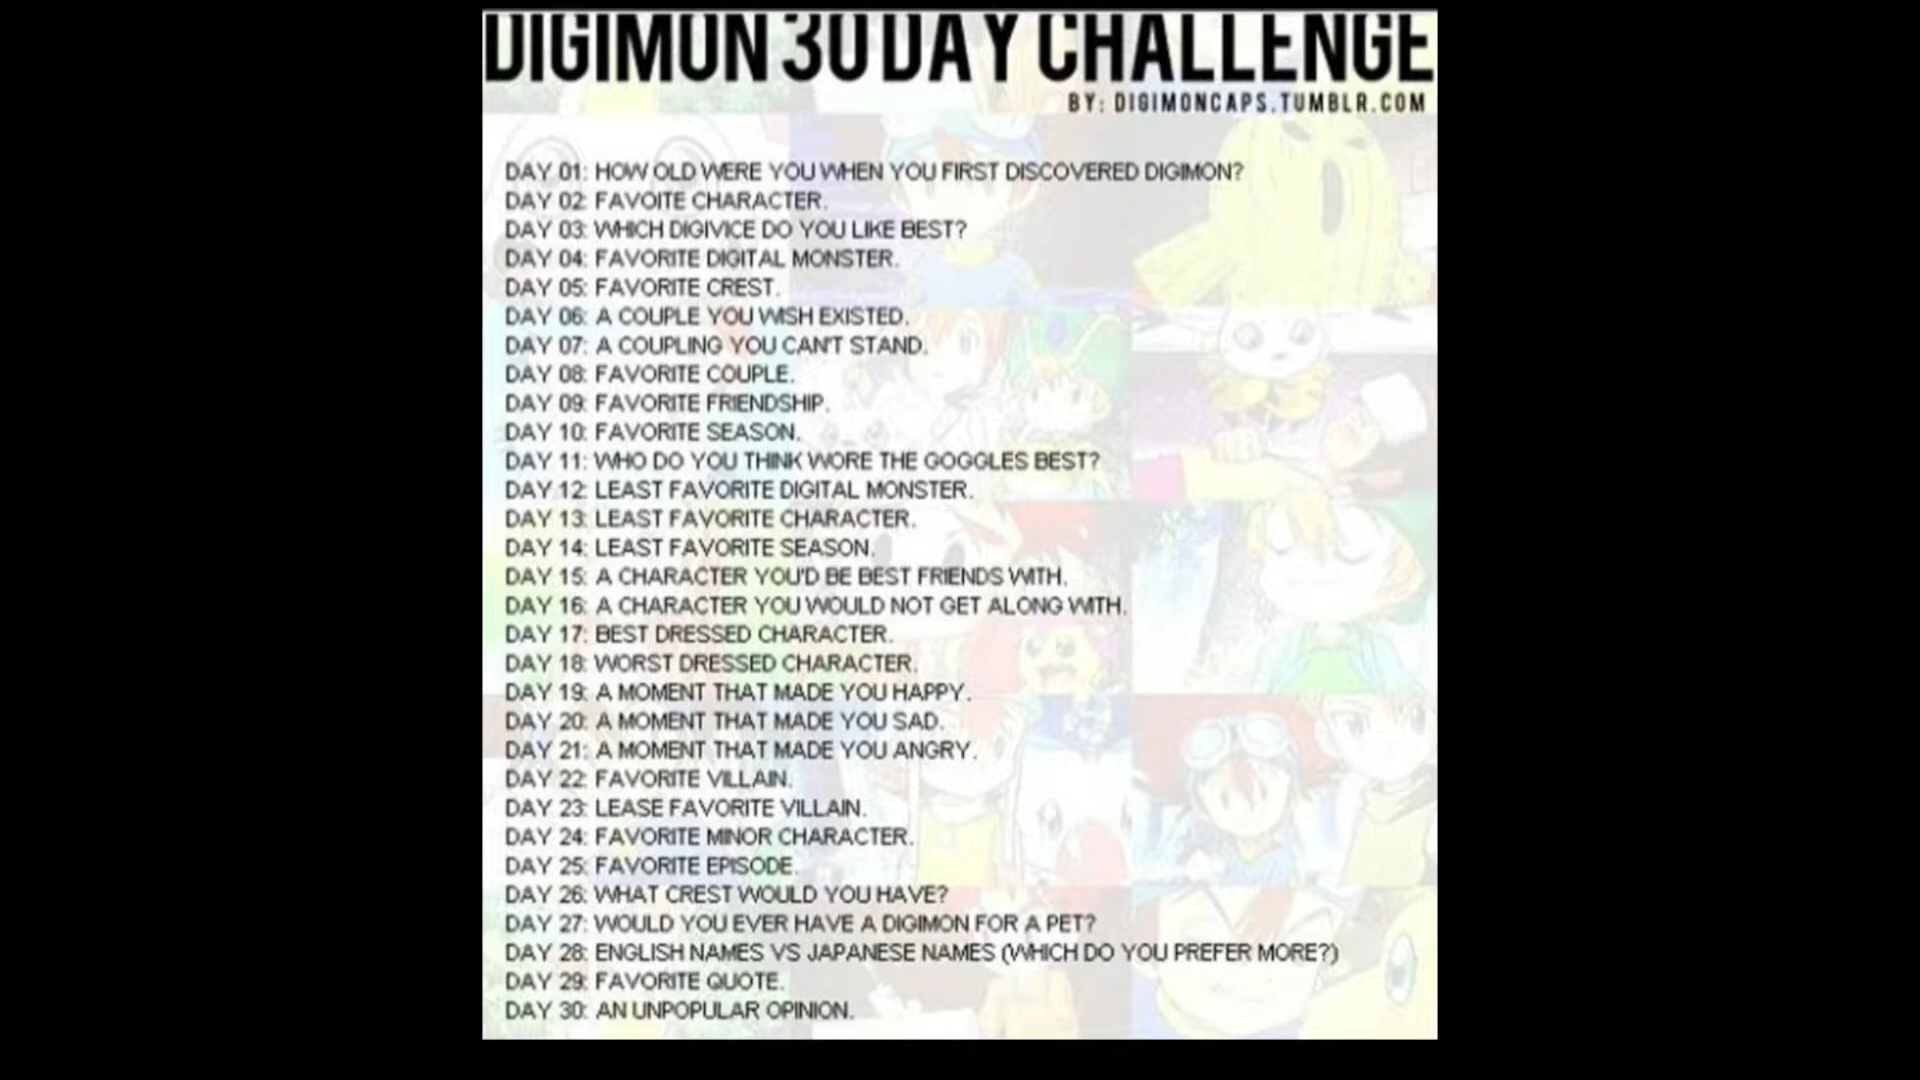 DIGIMON 30 DAY CHALLENGE
BY: DIGIMONCAPS.TUMBLR.COM
DAY 01: HOW OLD WERE YOU WHEN YOU FIRST DISCOVERED DIGIMON?
DAY 02: FAVOITE CHARACTER.
DAY 03: WHICH DIGIVICE DO YOU LIKE BEST?
DAY 04: FAVORITE DIGITAL MONSTER.
DAY 05: FAVORITE CREST.
DAY 06: A COUPLE YOU WISH EXISTED.
DAY 07: A COUPLING YOU CAN'T STAND.
DAY 08: FAVORITE COUPLE.
DAY 09: FAVORITE FRIENDSHIP.
DAY 10: FAVORITE SEASON.
DAY 11: WHO DO YOU THINK WORE THE GOGGLES BEST?
DAY 12: LEAST FAVORITE DIGITAL MONSTER.
DAY 13: LEAST FAVORITE CHARACTER.
DAY 14: LEAST FAVORITE SEASON.
DAY 15: A CHARACTER YOU'D BE BEST FRIENDS WITH.
DAY 16: A CHARACTER YOU WOULD NOT GET ALONG WITH.
DAY 17: BEST DRESSED CHARACTER.
DAY 18: WORST DRESSED CHARACTER.
DAY 19: A MOMENT THAT MADE YOU HAPPY.
DAY 20: A MOMENT THAT MADE YOU SAD.
DAY 21: A MOMENT THAT MADE YOU ANGRY.
DAY 22: FAVORITE VILLAIN.
DAY 23: LEASE FAVORITE VILLAIN.
DAY 24: FAVORITE MINOR CHARACTER.
DAY 25: FAVORITE EPISODE.
DAY 26: WHAT CREST WOULD YOU HAVE?
DAY 27: WOULD YOU EVER HAVE A DIGIMON FOR A PET?
DAY 28: ENGLISH NAMES VS JAPANESE NAMES (WHICH DO YOU PREFER MORE?)
DAY 29: FAVORITE QUOTE.
DAY 30: AN UNPOPULAR OPINION.